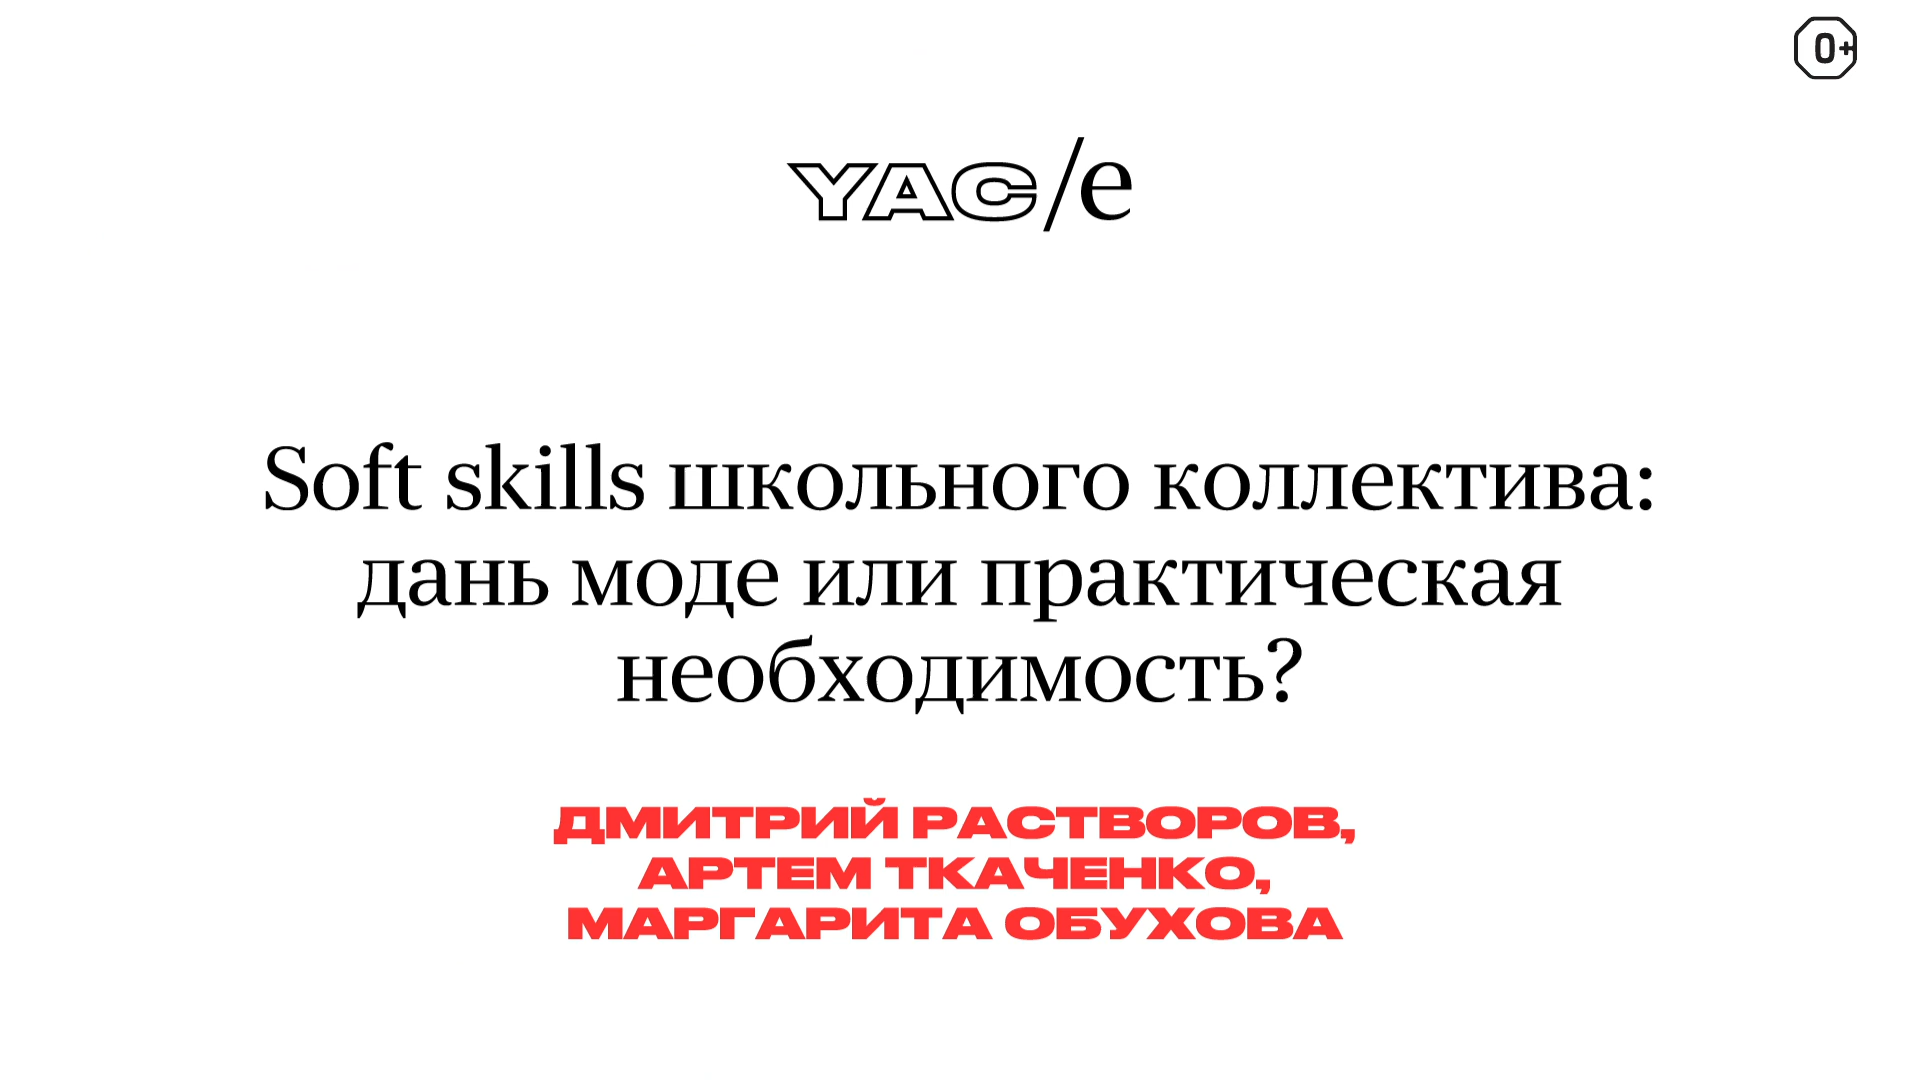 0+
YAC/e
Soft skills школьного коллектива:
дань моде или практическая
необходимость?
ДМИТРИЙ РАСТВОРОВ,
АРТЕМ ТКАЧЕНКО,
МАРГАРИТА ОБУХОВА